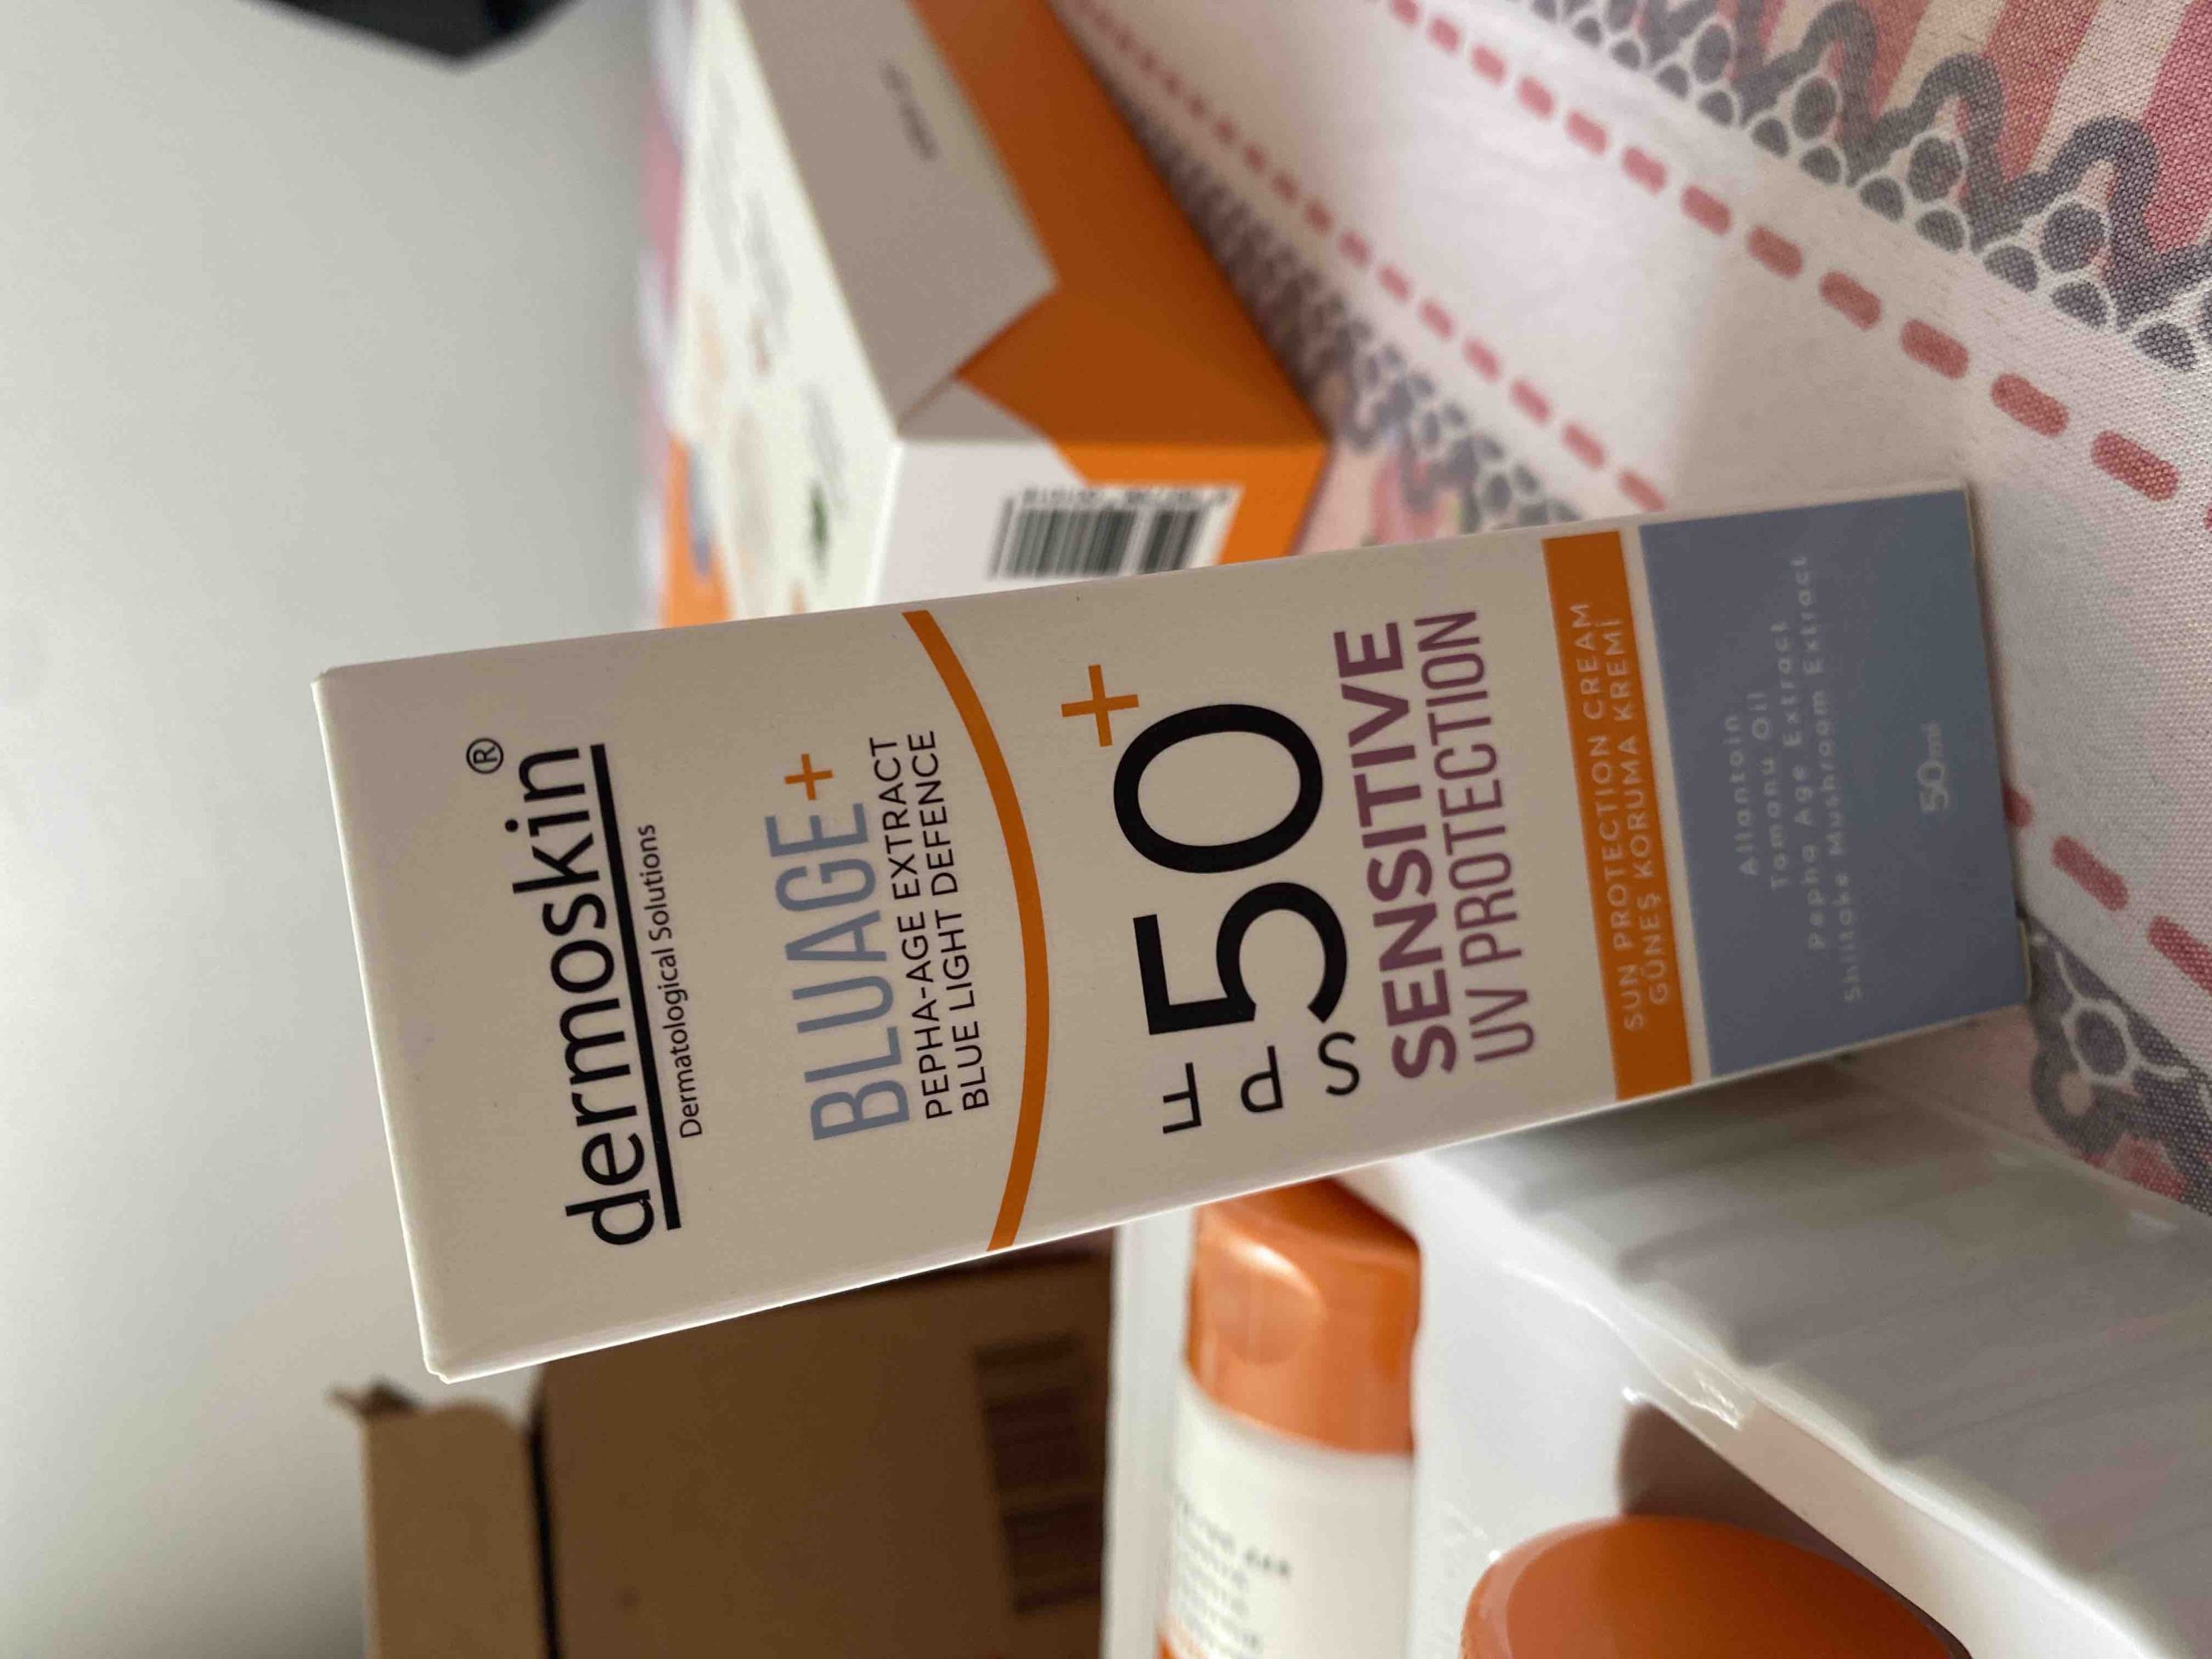 dermoskin®
Dermatological Solutions
BLUAGE+
PEPHA-AGE EXTRACT
BLUE LIGHT DEFENCE
SPF 50+
SENSITIVE
UV PROTECTION
SUN PROTECTION CREAM
GÜNEŞ KORUMA KREMİ
Allantoin
Tamanu Oil
Pepha Age Extract
Shiitake Mushroom Extract
50ml